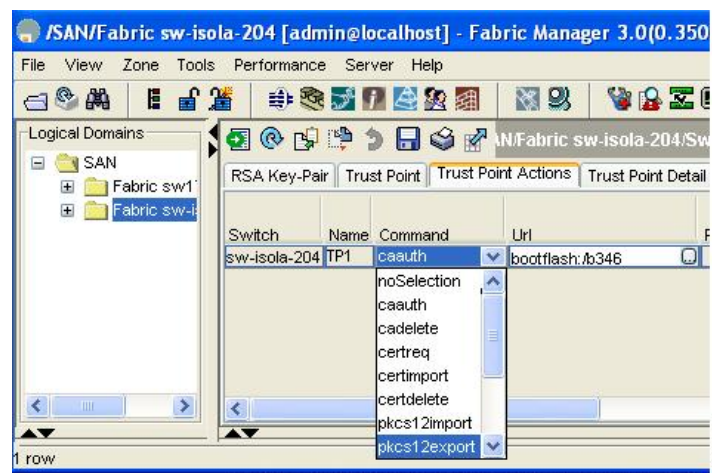 /SAN/Fabric sw-isola-204 [admin@localhost] - Fabric Manager 3.0(0.350
File View Zone Tools Performance Server Help
Logical Domains
SAN
Fabric sw1
Fabric sw-i
AN/Fabric sw-isola-204/Sw
RSA Key-Pair Trust Point Trust Point Actions Trust Point Detail
Switch Name Command Url
sw-isola-204 TP1 caauth bootflash:/b346
noSelection
caauth
cadelete
certreq
certimport
certdelete
pkcs12import
pkcs12export
1 row